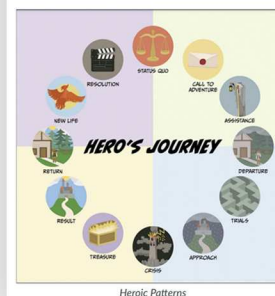 STATUS QUO
CALL TO
ADVENTURE
ASSISTANCE
DEPARTURE
TRIALS
APPROACH
CRISIS
TREASURE
RESULT
RETURN
NEW LIFE
RESOLUTION
HERO'S JOURNEY
Heroic Patterns